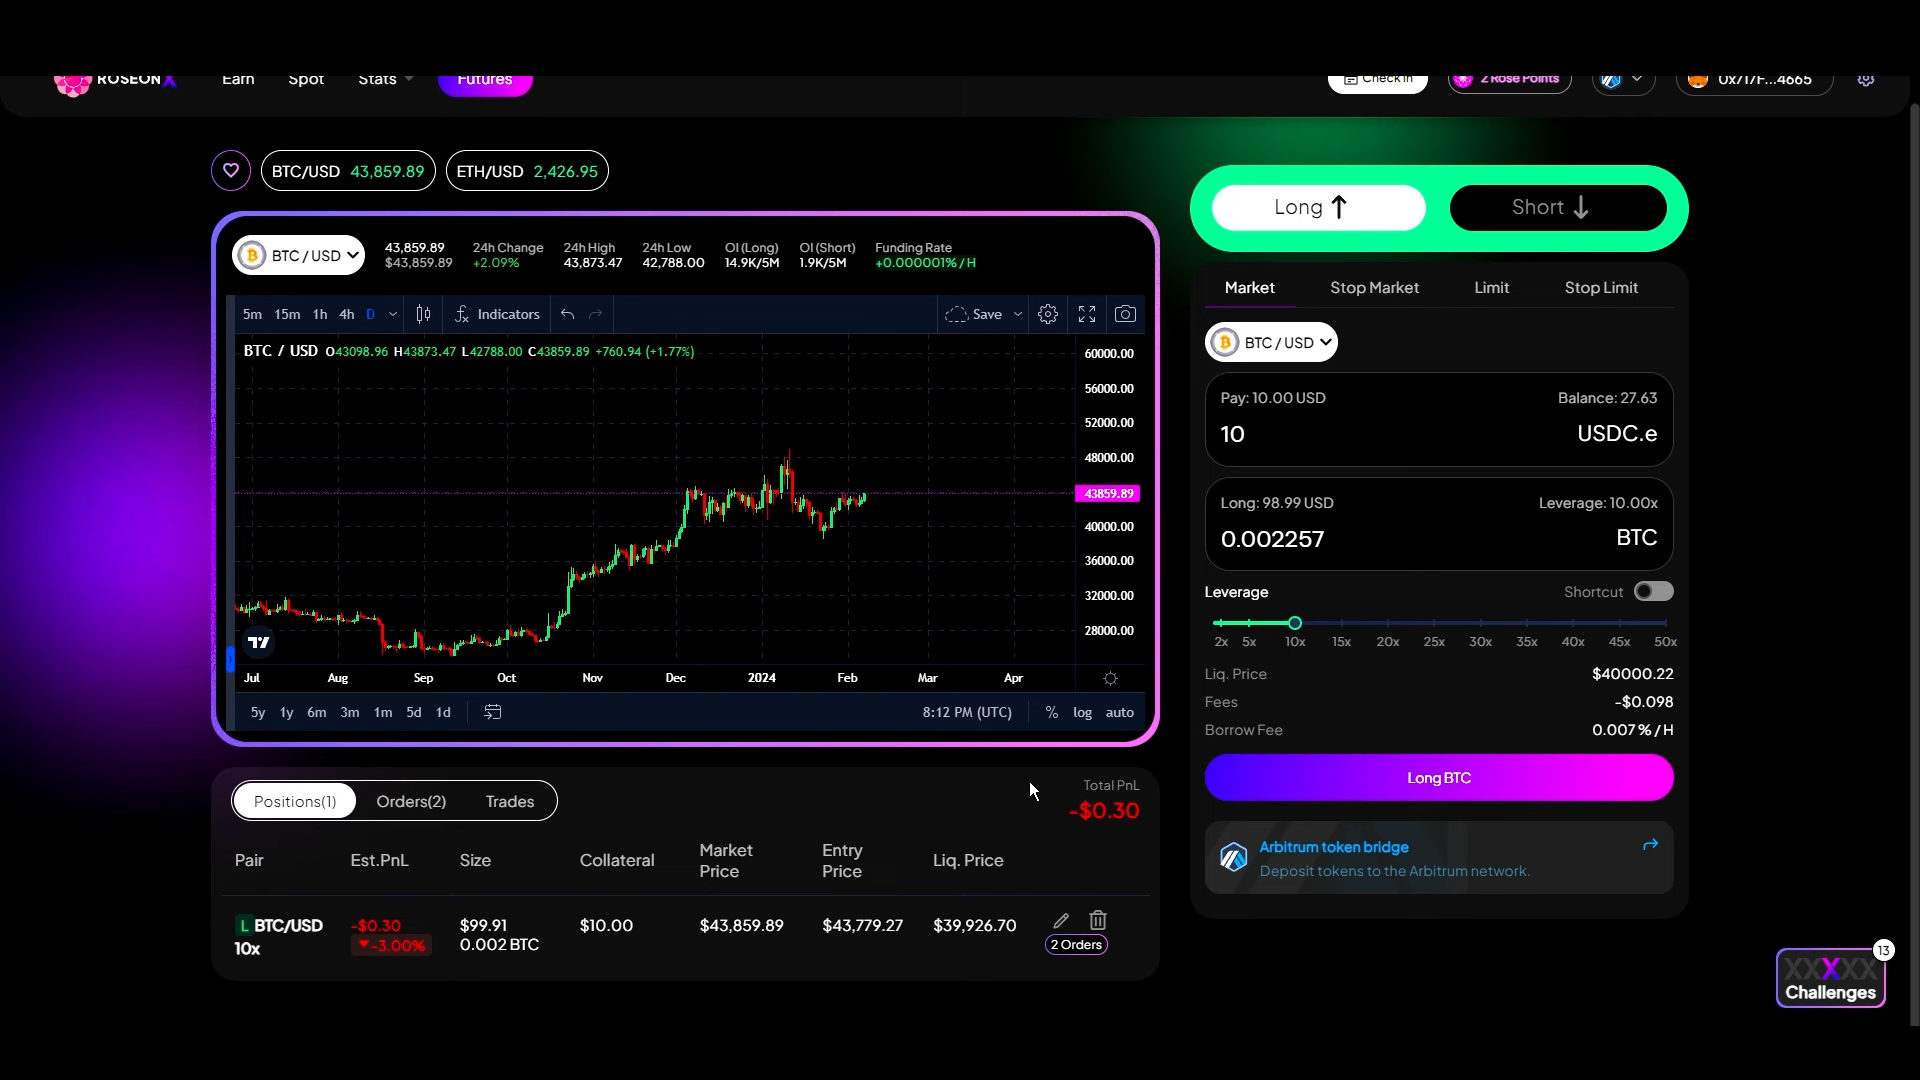 ROSEON X Earn Spot Stats Futures Check in 2 Rose Points 0x717F...4665
BTC/USD 43,859.89 ETH/USD 2,426.95
Long ↑ Short ↓
BTC / USD
43,859.89
$43,859.89
24h Change
+2.09%
24h High
43,873.47
24h Low
42,788.00
OI (Long)
14.9K/5M
OI (Short)
1.9K/5M
Funding Rate
+0.000001% / H
5m 15m 1h 4h D Indicators Save
BTC / USD O43098.96 H43873.47 L42788.00 C43859.89 +760.94 (+1.77%)
60000.00
56000.00
52000.00
48000.00
43859.89
40000.00
36000.00
32000.00
28000.00
Jul Aug Sep Oct Nov Dec 2024 Feb Mar Apr
5y 1y 6m 3m 1m 5d 1d 8:12 PM (UTC) % log auto
Market Stop Market Limit Stop Limit
BTC / USD
Pay: 10.00 USD Balance: 27.63
10 USDC.e
Long: 98.99 USD Leverage: 10.00x
0.002257 BTC
Leverage Shortcut
2x 5x 10x 15x 20x 25x 30x 35x 40x 45x 50x
Liq. Price $40000.22
Fees -$0.098
Borrow Fee 0.007% / H
Long BTC
Arbitrum token bridge
Deposit tokens to the Arbitrum network.
Positions(1) Orders(2) Trades
Total PnL
-$0.30
Pair Est.PnL Size Collateral Market Price Entry Price Liq. Price
L BTC/USD -$0.30 $99.91 $10.00 $43,859.89 $43,779.27 $39,926.70
10x -3.00% 0.002 BTC 2 Orders
13
XXXXX
Challenges